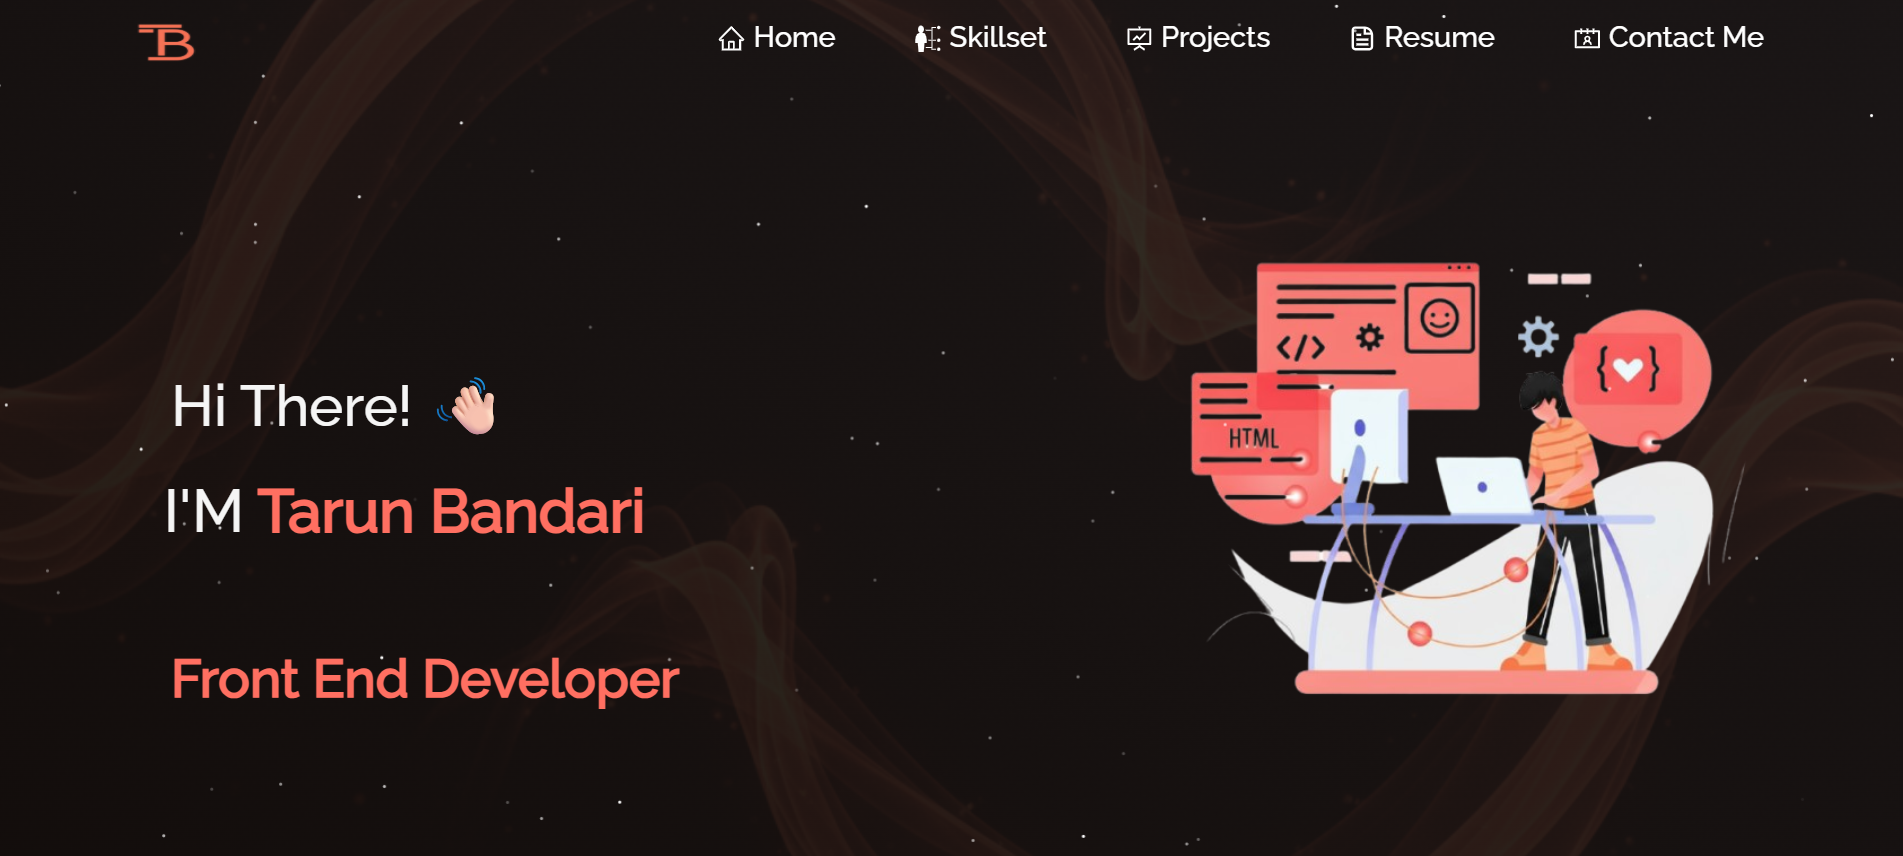 TB
Home
Skillset
Projects
Resume
Contact Me
Hi There!
I'M Tarun Bandari
Front End Developer
</>
HTML
{ }